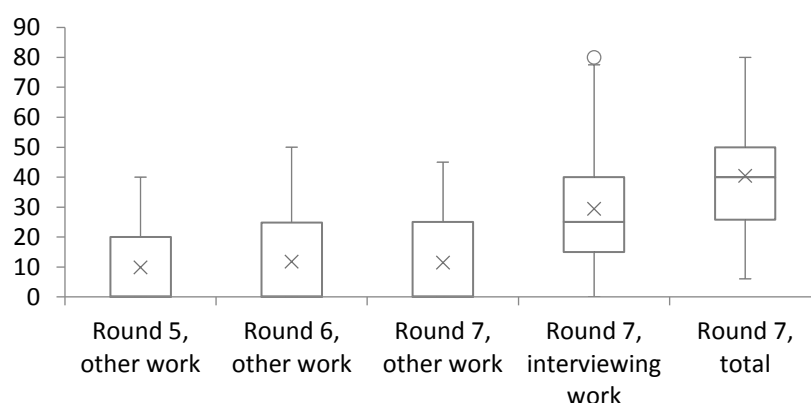 90
80
70
60
50
40
30
20
10
0
Round 5,
other work
Round 6,
other work
Round 7,
other work
Round 7,
interviewing
work
Round 7,
total